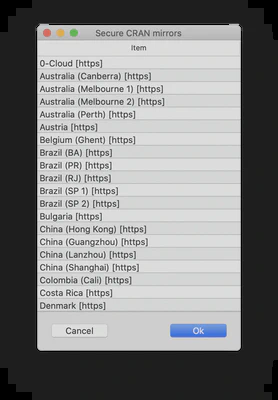 Secure CRAN mirrors
Item
0-Cloud [https]
Australia (Canberra) [https]
Australia (Melbourne 1) [https]
Australia (Melbourne 2) [https]
Australia (Perth) [https]
Austria [https]
Belgium (Ghent) [https]
Brazil (BA) [https]
Brazil (PR) [https]
Brazil (RJ) [https]
Brazil (SP 1) [https]
Brazil (SP 2) [https]
Bulgaria [https]
China (Hong Kong) [https]
China (Guangzhou) [https]
China (Lanzhou) [https]
China (Shanghai) [https]
Colombia (Cali) [https]
Costa Rica [https]
Denmark [https]
Cancel
Ok